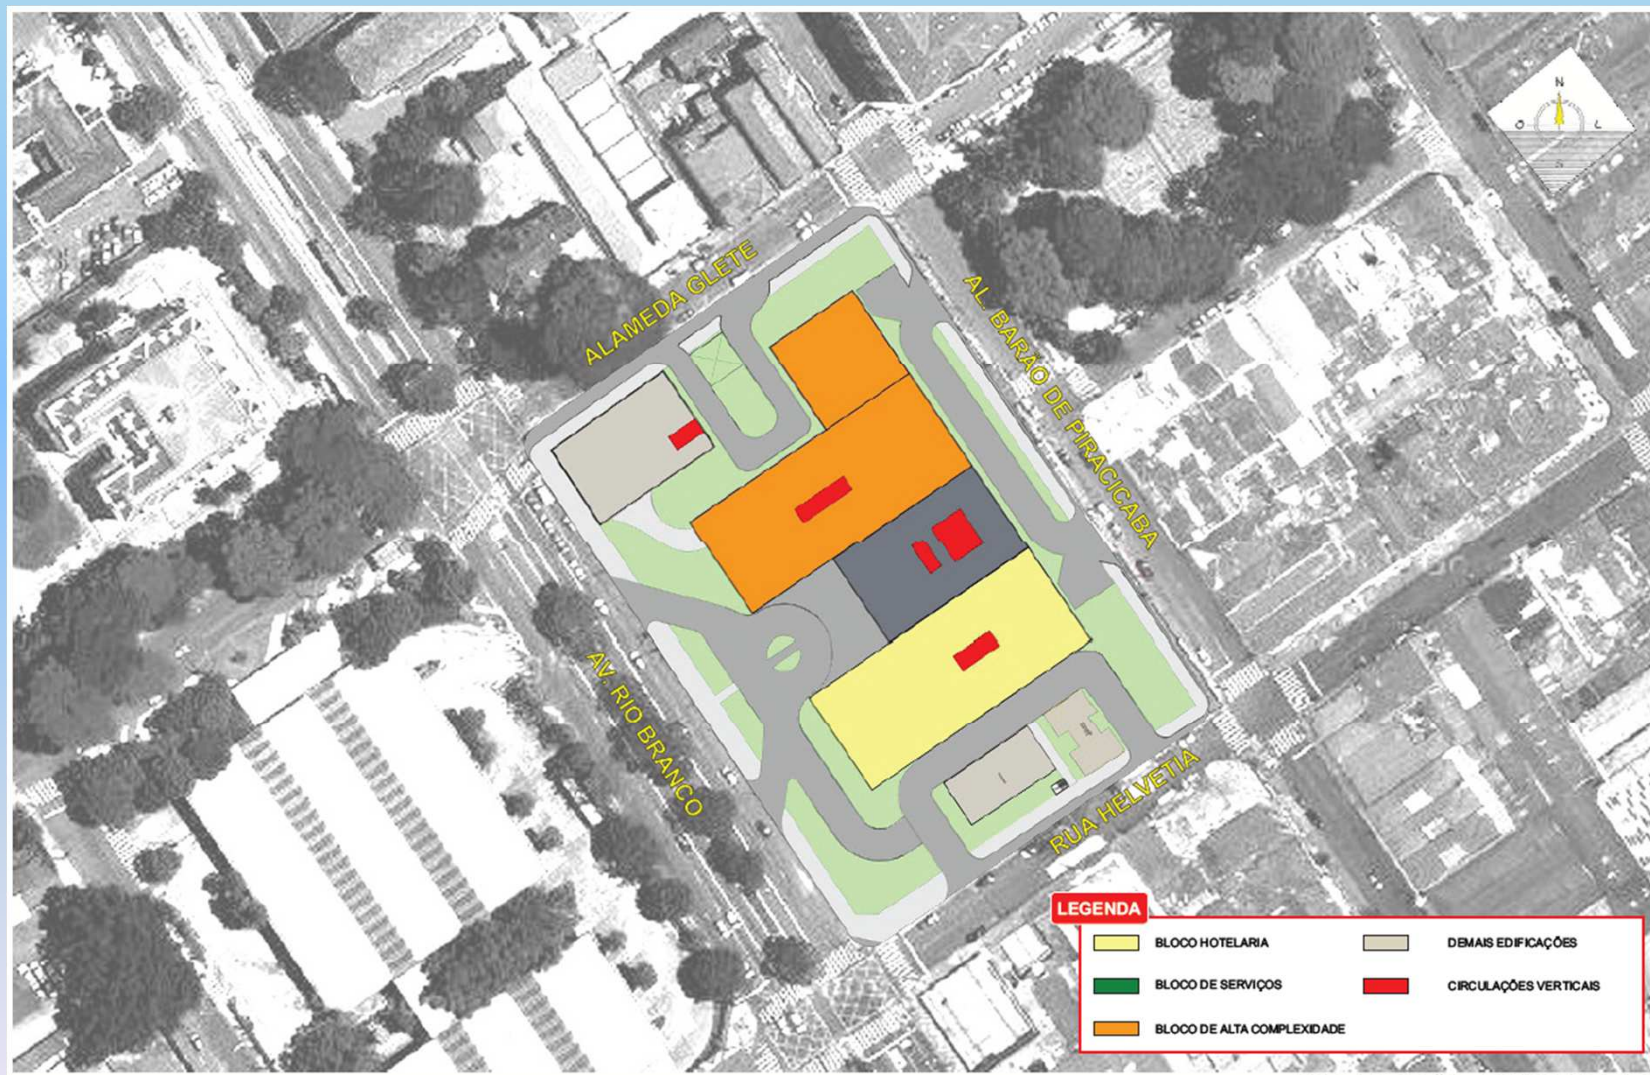 N
O
L
S
ALAMEDA GLETE
AL. BARAO DE PIRACICABA
AV. RIO BRANCO
RUA HELVETIA
LEGENDA
BLOCO HOTELARIA
DEMAIS EDIFICAÇÕES
BLOCO DE SERVIÇOS
CIRCULAÇÕES VERTICAIS
BLOCO DE ALTA COMPLEXIDADE